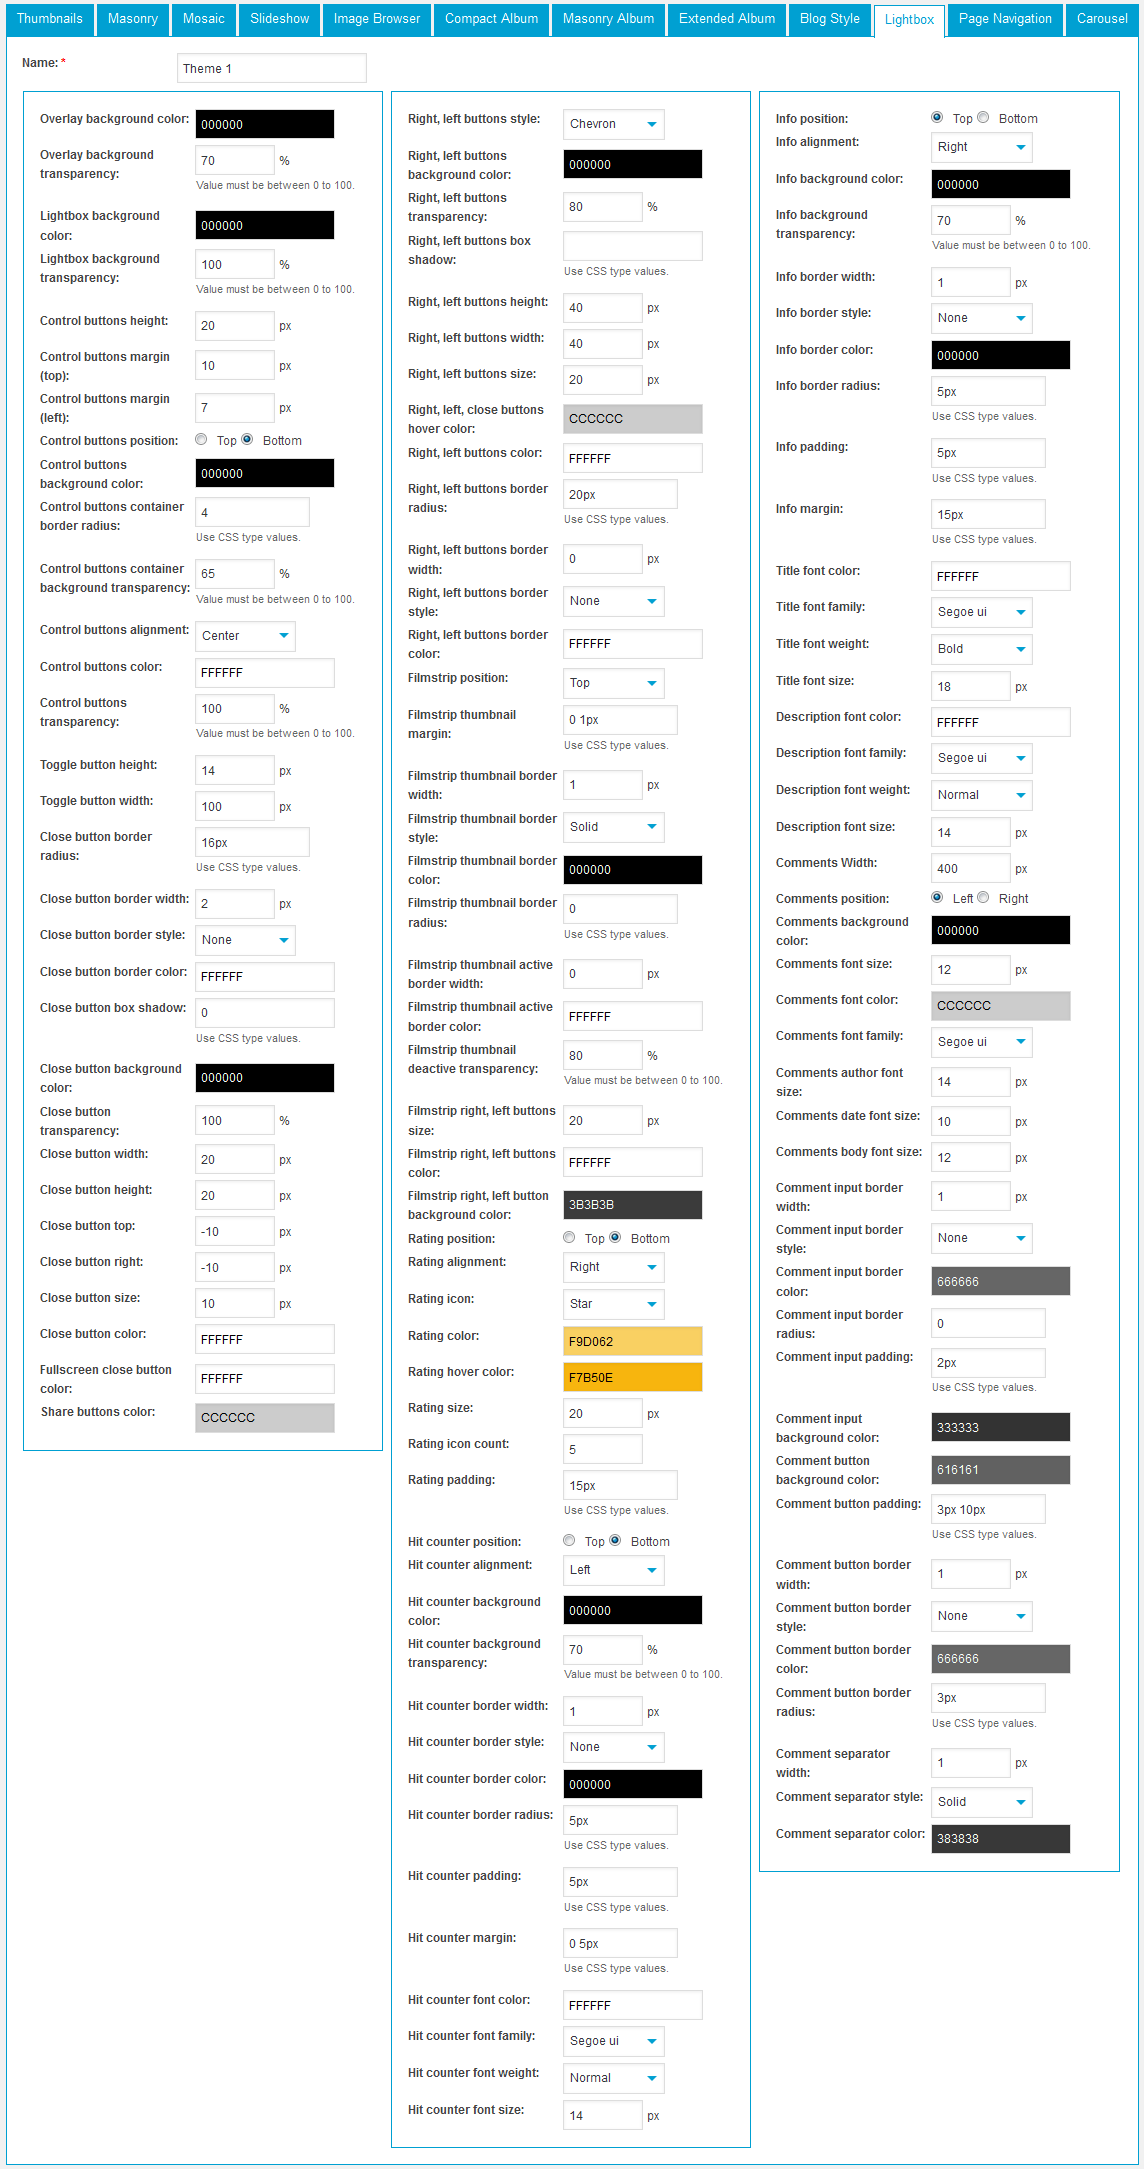 Thumbnails Masonry Mosaic Slideshow Image Browser Compact Album Masonry Album Extended Album Blog Style Lightbox Page Navigation Carousel
Name: * Theme 1
Overlay background color: 000000
Overlay background
transparency: 70 %
Value must be between 0 to 100.
Lightbox background
color: 000000
Lightbox background
transparency: 100 %
Value must be between 0 to 100.
Control buttons height: 20 px
Control buttons margin
(top): 10 px
Control buttons margin
(left): 7 px
Control buttons position: Top Bottom
Control buttons
background color: 000000
Control buttons container
border radius: 4
Use CSS type values.
Control buttons container
background transparency: 65 %
Value must be between 0 to 100.
Control buttons alignment: Center
Control buttons color: FFFFFF
Control buttons
transparency: 100 %
Value must be between 0 to 100.
Toggle button height: 14 px
Toggle button width: 100 px
Close button border
radius: 16px
Use CSS type values.
Close button border width: 2 px
Close button border style: None
Close button border color: FFFFFF
Close button box shadow: 0
Use CSS type values.
Close button background
color: 000000
Close button
transparency: 100 %
Close button width: 20 px
Close button height: 20 px
Close button top: -10 px
Close button right: -10 px
Close button size: 10 px
Close button color: FFFFFF
Fullscreen close button
color: FFFFFF
Share buttons color: CCCCCC
Right, left buttons style: Chevron
Right, left buttons
background color: 000000
Right, left buttons
transparency: 80 %
Right, left buttons box
shadow:
Use CSS type values.
Right, left buttons height: 40 px
Right, left buttons width: 40 px
Right, left buttons size: 20 px
Right, left, close buttons
hover color: CCCCCC
Right, left buttons color: FFFFFF
Right, left buttons border
radius: 20px
Use CSS type values.
Right, left buttons border
width: 0 px
Right, left buttons border
style: None
Right, left buttons border
color: FFFFFF
Filmstrip position: Top
Filmstrip thumbnail
margin: 0 1px
Use CSS type values.
Filmstrip thumbnail border
width: 1 px
Filmstrip thumbnail border
style: Solid
Filmstrip thumbnail border
color: 000000
Filmstrip thumbnail border
radius: 0
Use CSS type values.
Filmstrip thumbnail active
border width: 0 px
Filmstrip thumbnail active
border color: FFFFFF
Filmstrip thumbnail
deactive transparency: 80 %
Value must be between 0 to 100.
Filmstrip right, left buttons
size: 20 px
Filmstrip right, left buttons
color: FFFFFF
Filmstrip right, left button
background color: 3B3B3B
Rating position: Top Bottom
Rating alignment: Right
Rating icon: Star
Rating color: F9D062
Rating hover color: F7B50E
Rating size: 20 px
Rating icon count: 5
Rating padding: 15px
Use CSS type values.
Hit counter position: Top Bottom
Hit counter alignment: Left
Hit counter background
color: 000000
Hit counter background
transparency: 70 %
Value must be between 0 to 100.
Hit counter border width: 1 px
Hit counter border style: None
Hit counter border color: 000000
Hit counter border radius: 5px
Use CSS type values.
Hit counter padding: 5px
Use CSS type values.
Hit counter margin: 0 5px
Use CSS type values.
Hit counter font color: FFFFFF
Hit counter font family: Segoe ui
Hit counter font weight: Normal
Hit counter font size: 14 px
Info position: Top Bottom
Info alignment: Right
Info background color: 000000
Info background
transparency: 70 %
Value must be between 0 to 100.
Info border width: 1 px
Info border style: None
Info border color: 000000
Info border radius: 5px
Use CSS type values.
Info padding: 5px
Use CSS type values.
Info margin: 15px
Use CSS type values.
Title font color: FFFFFF
Title font family: Segoe ui
Title font weight: Bold
Title font size: 18 px
Description font color: FFFFFF
Description font family: Segoe ui
Description font weight: Normal
Description font size: 14 px
Comments Width: 400 px
Comments position: Left Right
Comments background
color: 000000
Comments font size: 12 px
Comments font color: CCCCCC
Comments font family: Segoe ui
Comments author font
size: 14 px
Comments date font size: 10 px
Comments body font size: 12 px
Comment input border
width: 1 px
Comment input border
style: None
Comment input border
color: 666666
Comment input border
radius: 0
Comment input padding: 2px
Use CSS type values.
Comment input
background color: 333333
Comment button
background color: 616161
Comment button padding: 3px 10px
Use CSS type values.
Comment button border
width: 1 px
Comment button border
style: None
Comment button border
color: 666666
Comment button border
radius: 3px
Use CSS type values.
Comment separator
width: 1 px
Comment separator style: Solid
Comment separator color: 383838